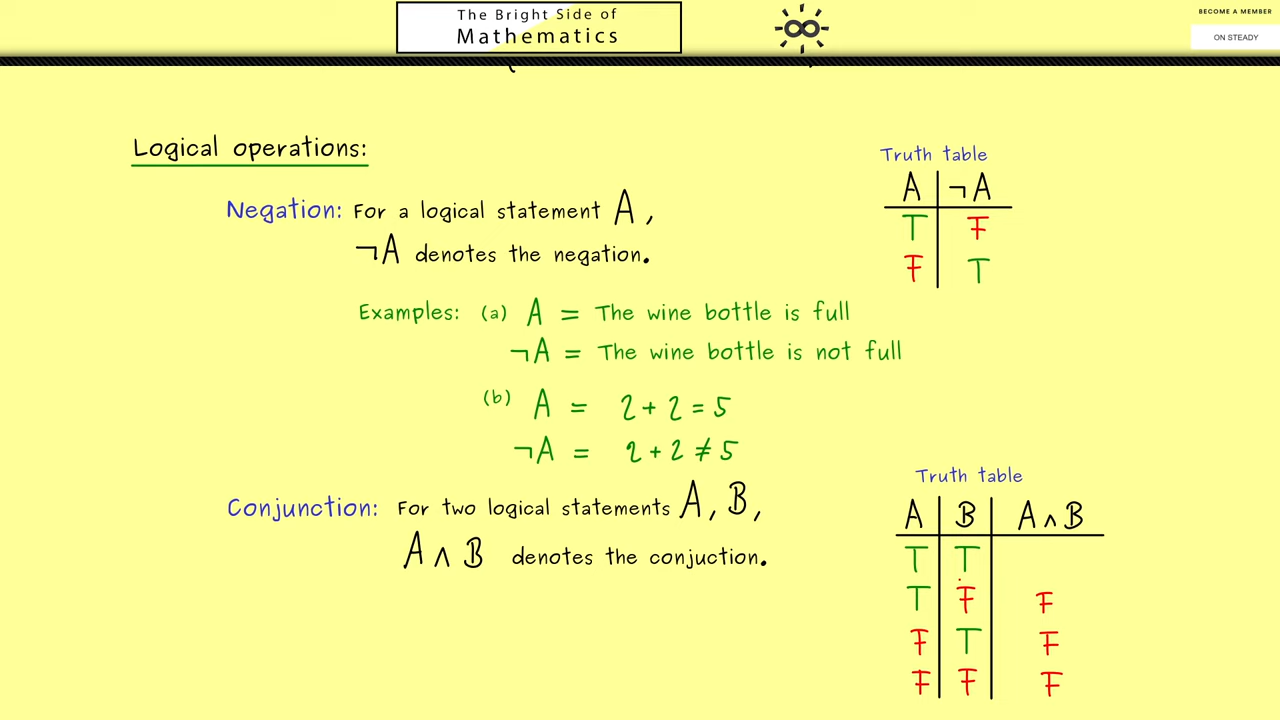 The Bright Side of
Mathematics
BECOME A MEMBER
ON STEADY
Logical operations:
Negation: For a logical statement A,
¬A denotes the negation.
Truth table
A ¬A
T F
F T
Examples: (a) A = The wine bottle is full
¬A = The wine bottle is not full
(b) A = 2 + 2 = 5
¬A = 2 + 2 ≠ 5
Conjunction: For two logical statements A, B,
A ∧ B denotes the conjuction.
Truth table
A B A ∧ B
T T
T F F
F T F
F F F